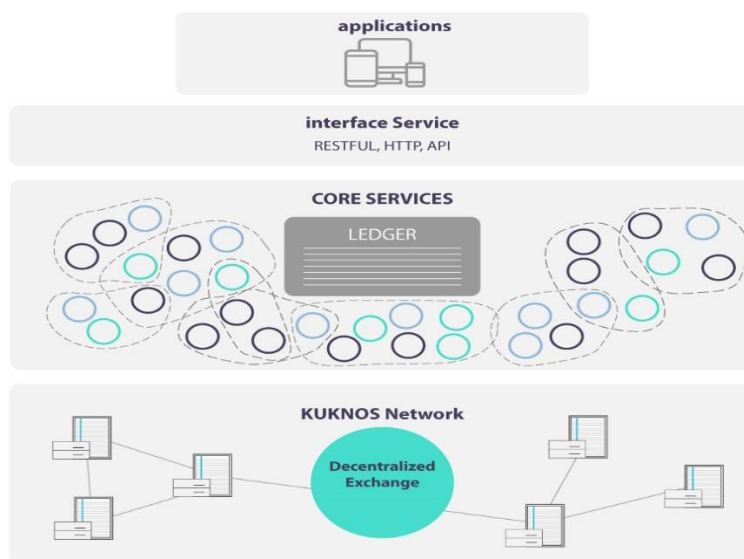 applications
interface Service
RESTFUL, HTTP, API
CORE SERVICES
LEDGER
KUKNOS Network
Decentralized
Exchange